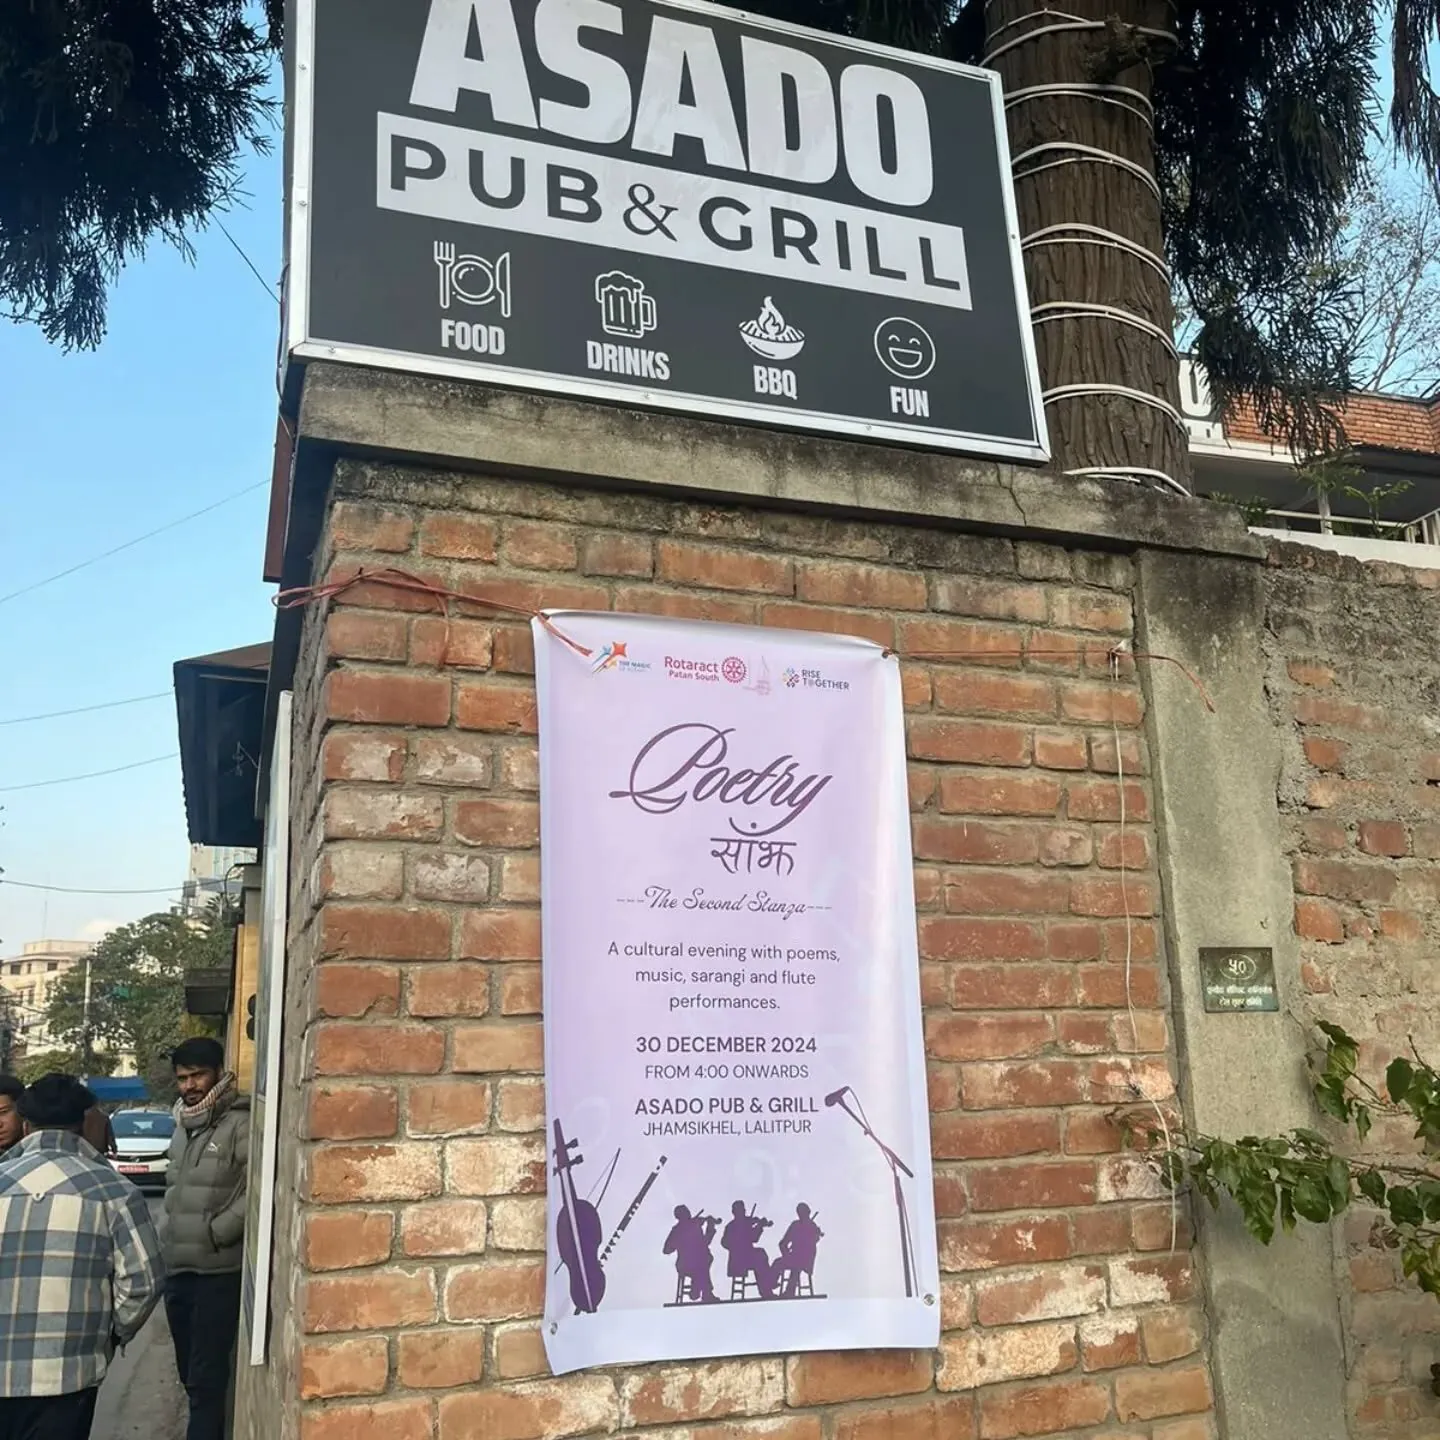 ASADO
PUB & GRILL
FOOD
DRINKS
BBQ
FUN
THE MAGIC
Rotaract
Patan South
RISE
TOGETHER
Poetry
साँझ
---The Second Stanza---
A cultural evening with poems,
music, sarangi and flute
performances.
30 DECEMBER 2024
FROM 4:00 ONWARDS
ASADO PUB & GRILL
JHAMSIKHEL, LALITPUR
५०